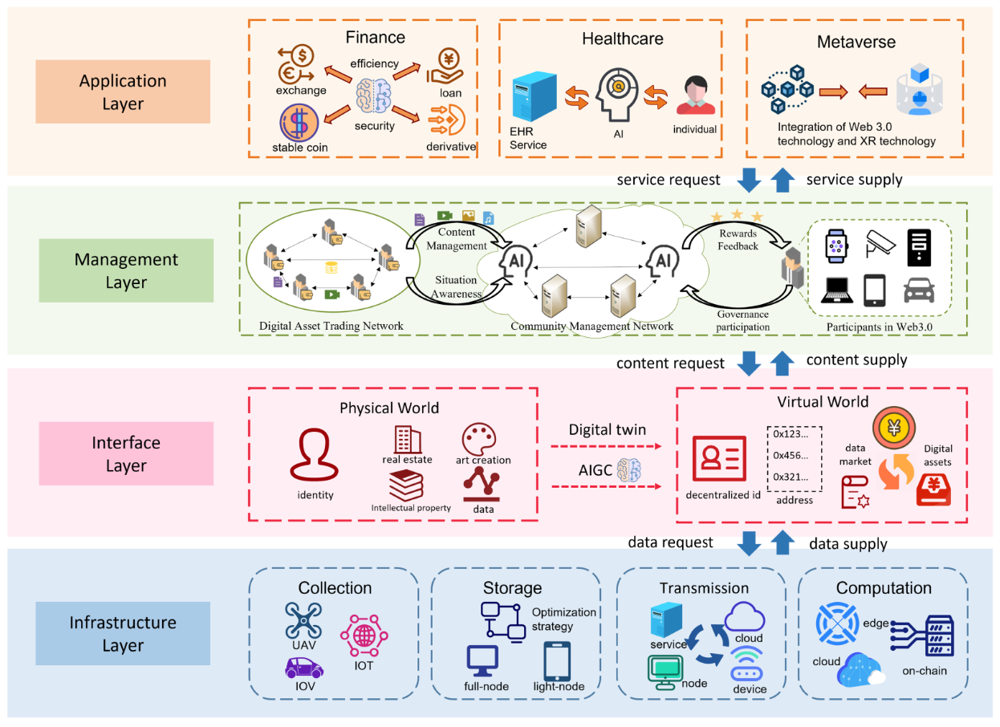 Application
Layer
Finance
efficiency
exchange
loan
security
stable coin
derivative
Healthcare
EHR
Service
AI
individual
Metaverse
Integration of Web 3.0
technology and XR technology
service request
service supply
Management
Layer
Content
Management
Situation
Awareness
AI
AI
Rewards
Feedback
Governance
participation
Digital Asset Trading Network
Community Management Network
Participants in Web3.0
content request
content supply
Interface
Layer
Physical World
identity
real estate
art creation
Intellectual property
data
Digital twin
AIGC
Virtual World
decentralized id
0x123...
0x456...
0x321...
address
data
market
¥
Digital
assets
¥
data request
data supply
Infrastructure
Layer
Collection
UAV
IOT
IOV
Storage
Optimization
strategy
full-node
light-node
Transmission
service
cloud
node
device
Computation
edge
cloud
on-chain